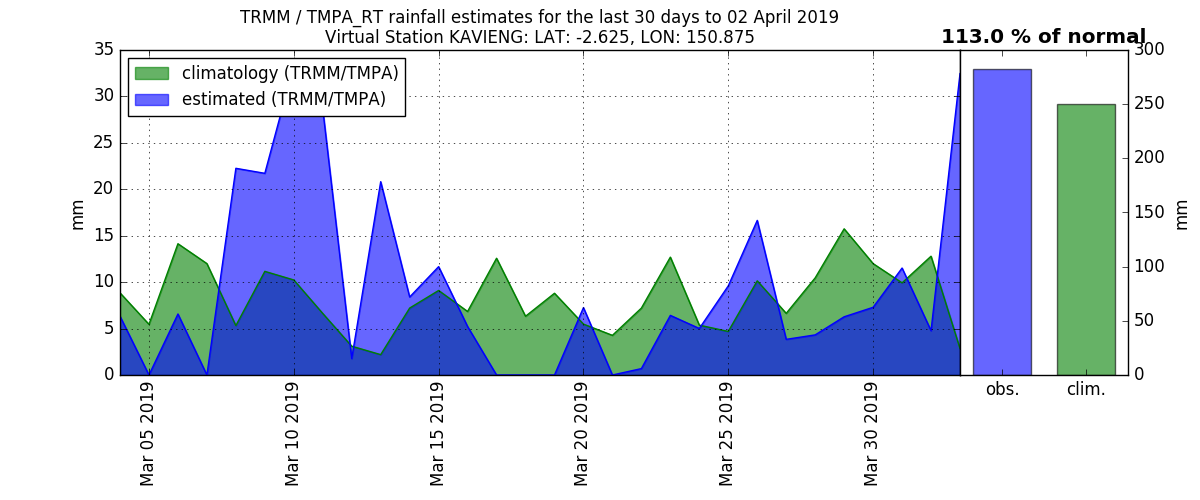 TRMM / TMPA_RT rainfall estimates for the last 30 days to 02 April 2019
Virtual Station KAVIENG: LAT: -2.625, LON: 150.875
113.0 % of normal
climatology (TRMM/TMPA)
estimated (TRMM/TMPA)
35
30
25
20
15
10
5
0
mm
Mar 05 2019
Mar 10 2019
Mar 15 2019
Mar 20 2019
Mar 25 2019
Mar 30 2019
300
250
200
150
100
50
0
mm
obs.
clim.